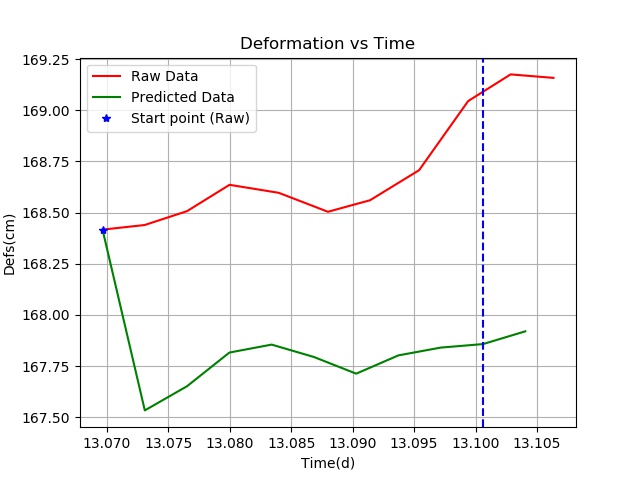 Deformation vs Time
Raw Data
Predicted Data
Start point (Raw)
Defs(cm)
169.25
169.00
168.75
168.50
168.25
168.00
167.75
167.50
13.070 13.075 13.080 13.085 13.090 13.095 13.100 13.105
Time(d)